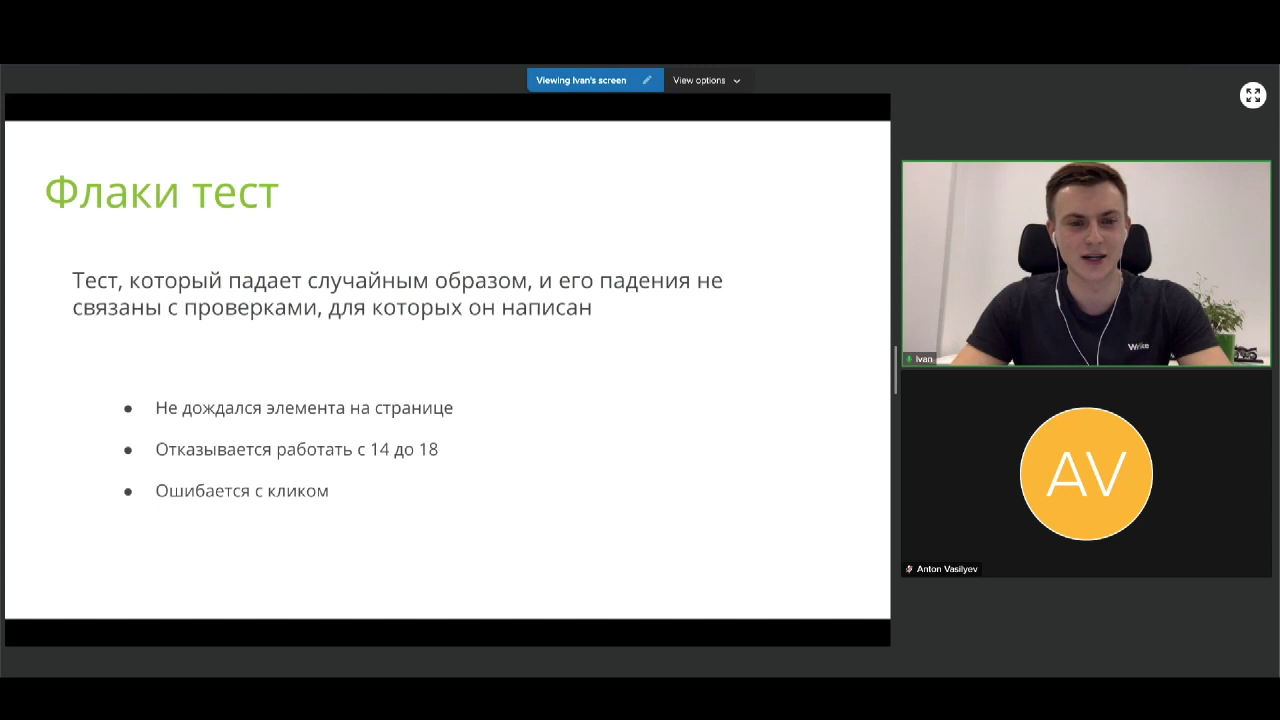 Viewing Ivan's screen
View options
Флаки тест
Тест, который падает случайным образом, и его падения не
связаны с проверками, для которых он написан
● Не дождался элемента на странице
● Отказывается работать с 14 до 18
● Ошибается с кликом
Wrike
Ivan
AV
Anton Vasilyev